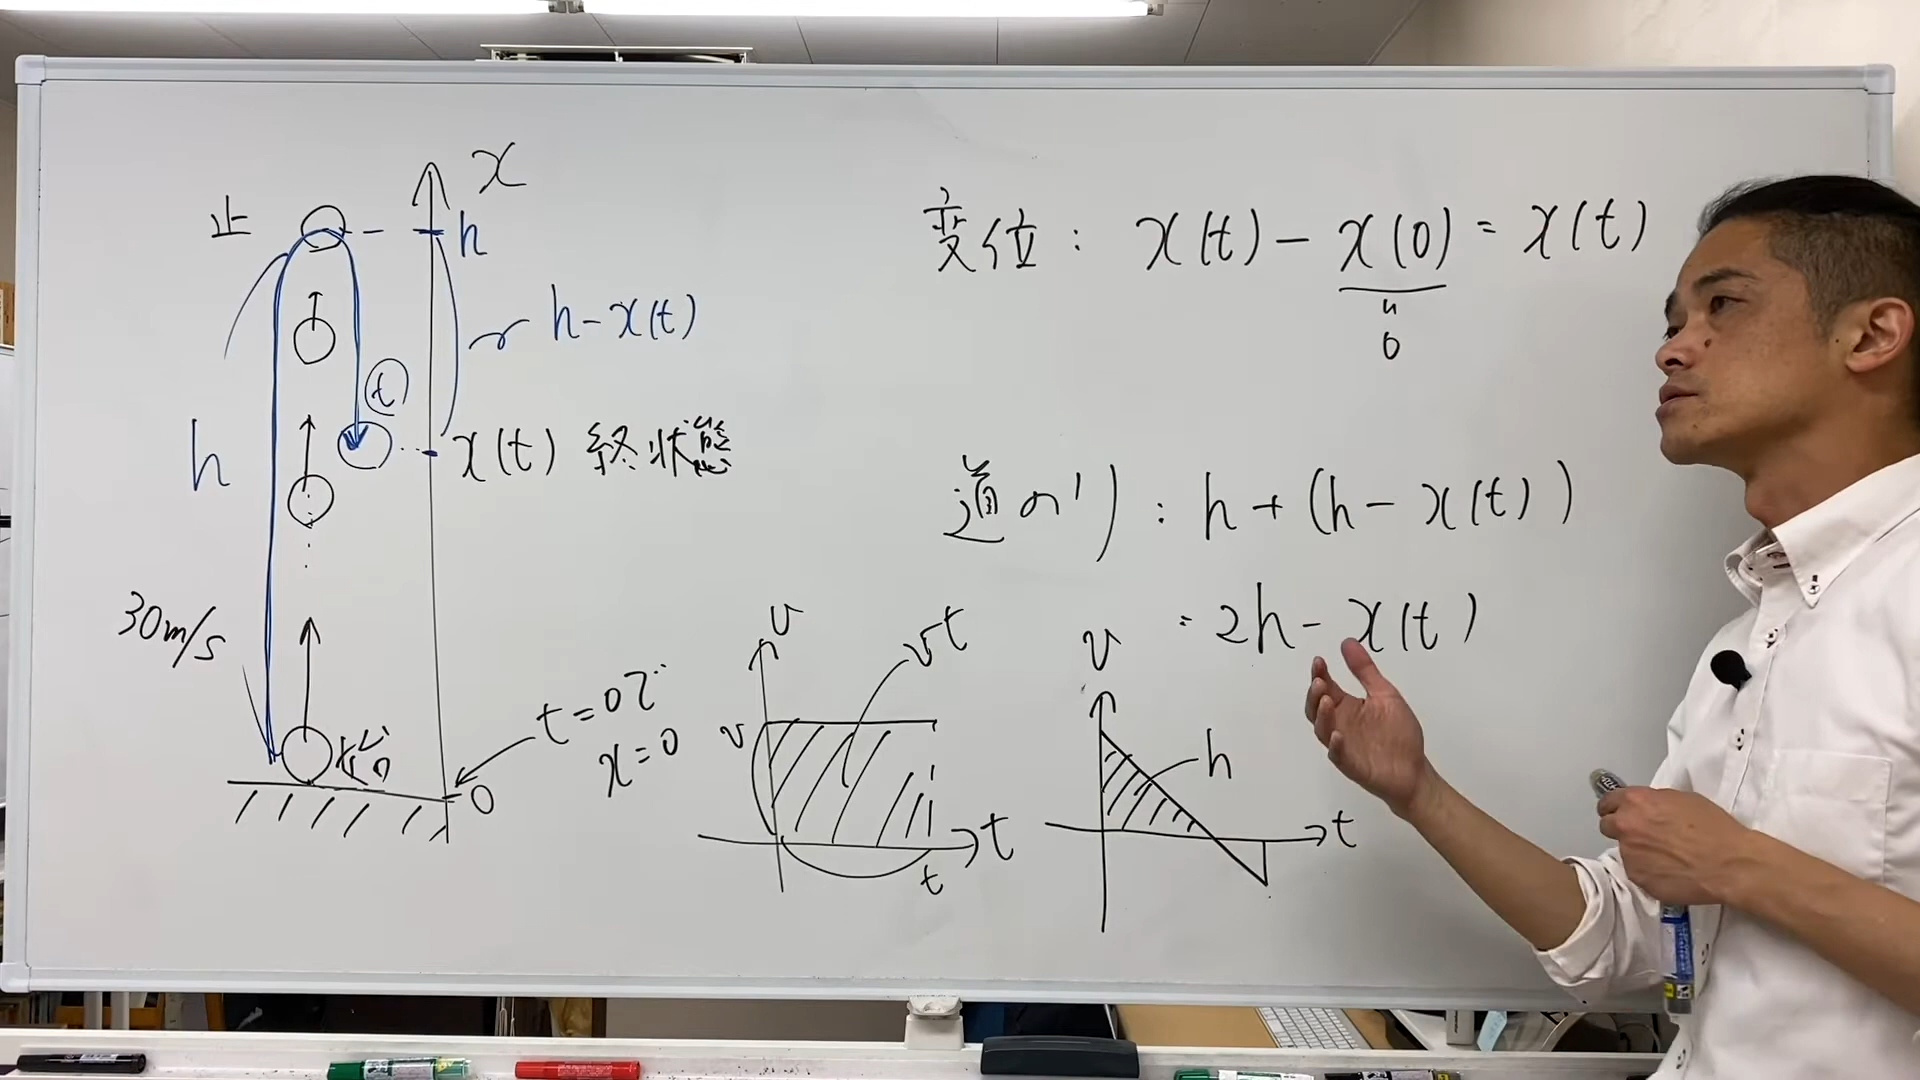 x
止
h
h-x(t)
t
x(t) 終状態
h
30m/s
始
0
t=0で
x=0
変位: x(t)-x(0)=x(t)
0
道のり: h+(h-x(t))
=2h-x(t)
v
vt
v
t
t
v
h
t